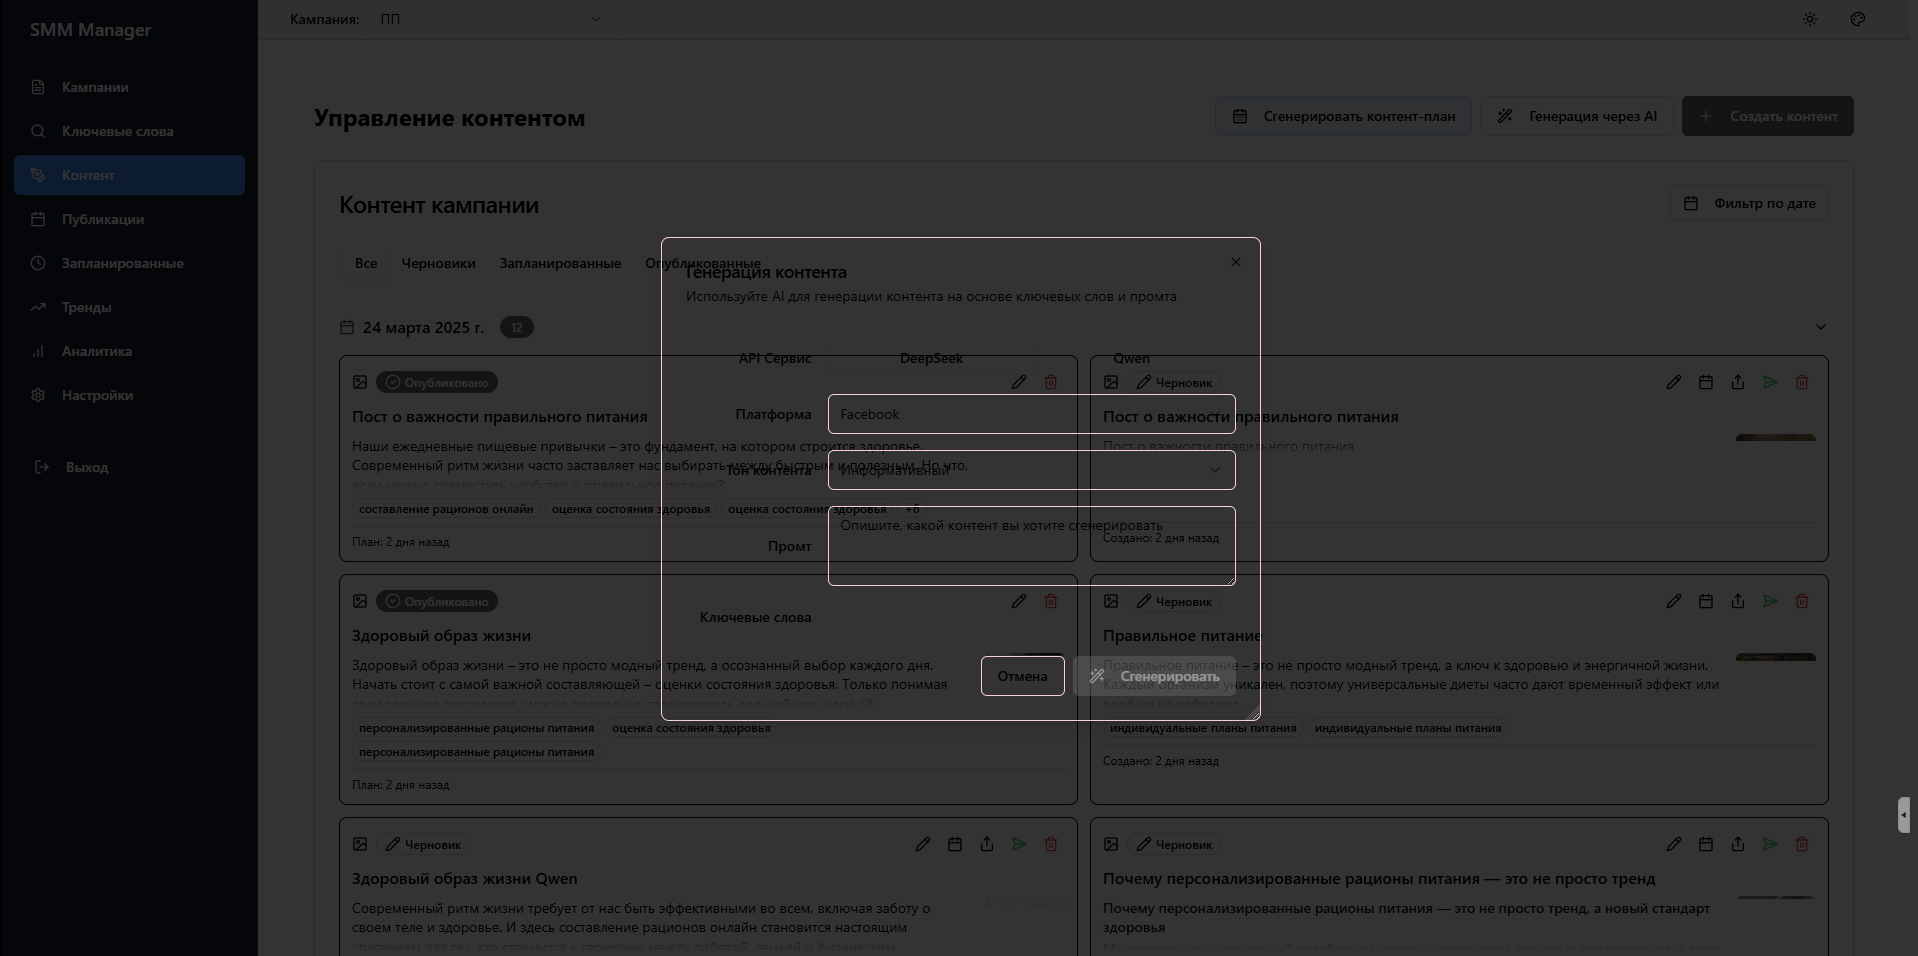 SMM Manager
Кампании
Ключевые слова
Контент
Публикации
Запланированные
Тренды
Аналитика
Настройки
Выход
Кампания: ПП
Управление контентом
Сгенерировать контент-план
Генерация через AI
Создать контент
Контент кампании
Фильтр по дате
Все Черновики Запланированные Опубликованные
24 марта 2025 г. 12
Генерация контента
Используйте AI для генерации контента на основе ключевых слов и промта
API Сервис DeepSeek Qwen
Платформа Facebook
Тон контента Информативный
Промт Опишите, какой контент вы хотите сгенерировать
Ключевые слова
Отмена
Сгенерировать
Опубликовано
Пост о важности правильного питания
Наши ежедневные пищевые привычки – это фундамент, на котором строится здоровье.
Современный ритм жизни часто заставляет нас выбирать между быстрым и полезным. Но что,
если можно совместить удобство и правильное питание?
составление рационов онлайн оценка состояния здоровья оценка состояния здоровья +6
План: 2 дня назад
Черновик
Пост о важности правильного питания
Пост о важности правильного питания
Создано: 2 дня назад
Опубликовано
Здоровый образ жизни
Здоровый образ жизни – это не просто модный тренд, а осознанный выбор каждого дня.
Начать стоит с самой важной составляющей – оценки состояния здоровья. Только понимая
свои текущие показатели, можно правильно спланировать дальнейшие шаги.
персонализированные рационы питания оценка состояния здоровья
персонализированные рационы питания
План: 2 дня назад
Черновик
Правильное питание
Правильное питание – это не просто модный тренд, а ключ к здоровью и энергичной жизни.
Каждый организм уникален, поэтому универсальные диеты часто дают временный эффект или
вообще не работают.
индивидуальные планы питания индивидуальные планы питания
Создано: 2 дня назад
Черновик
Здоровый образ жизни Qwen
Современный ритм жизни требует от нас быть эффективными во всем, включая заботу о
своем теле и здоровье. И здесь составление рационов онлайн становится настоящим
спасением для тех, кто стремится к гармонии между работой, семьей и физическим
Черновик
Почему персонализированные рационы питания — это не просто тренд
Почему персонализированные рационы питания — это не просто тренд, а новый стандарт
здоровья